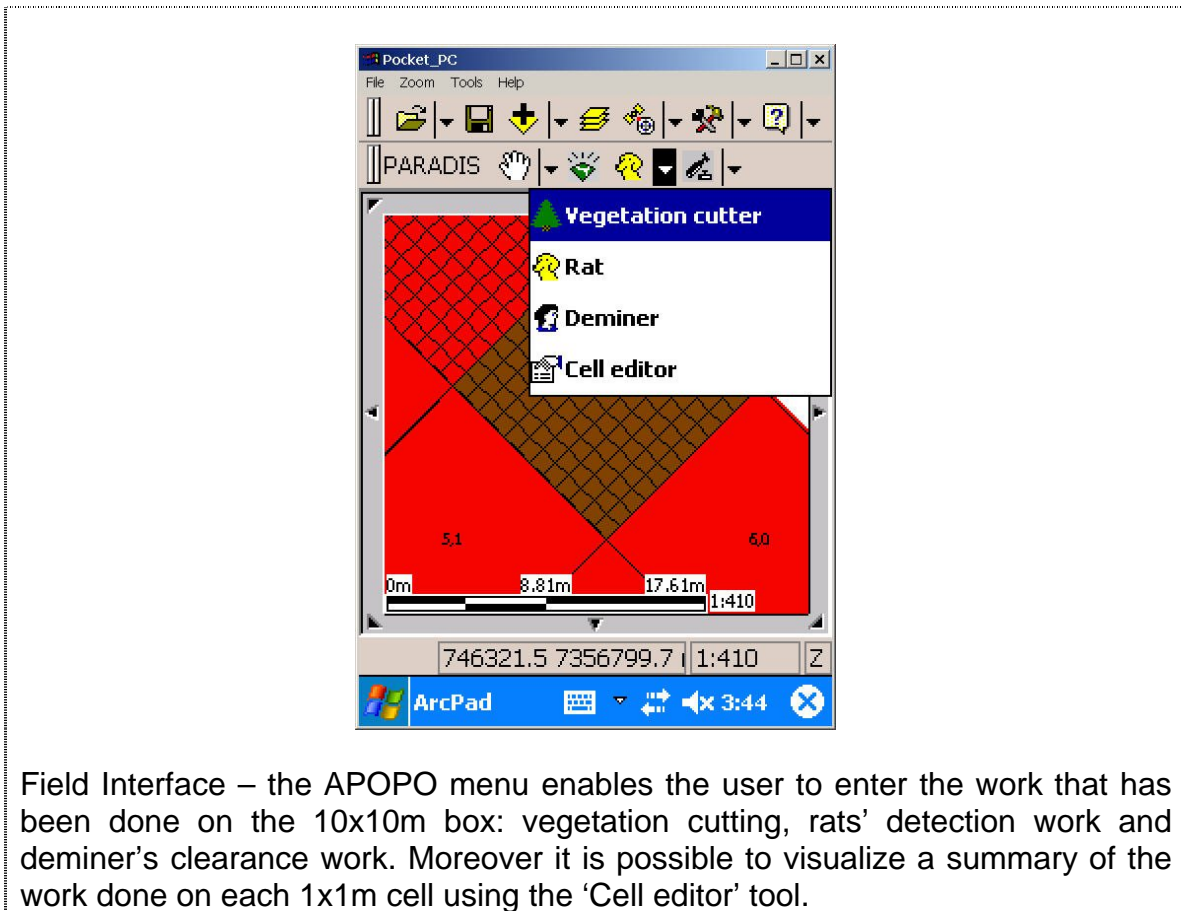 Pocket_PC
File Zoom Tools Help
PARADIS
Vegetation cutter
Rat
Deminer
Cell editor
5,1
6,0
0m 8.81m 17.61m
1:410
746321.5 7356799.7 1:410 Z
ArcPad 3:44
Field Interface – the APOPO menu enables the user to enter the work that has
been done on the 10x10m box: vegetation cutting, rats’ detection work and
deminer’s clearance work. Moreover it is possible to visualize a summary of the
work done on each 1x1m cell using the ‘Cell editor’ tool.